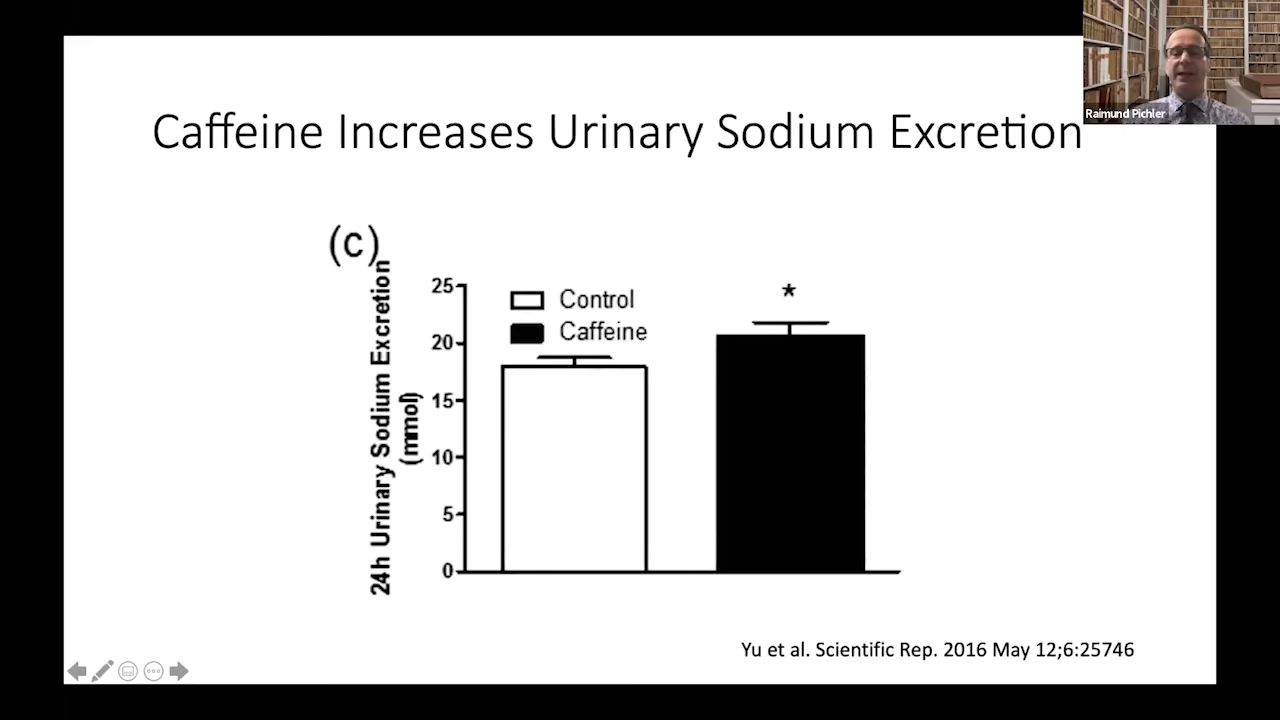 Raimund Pichler
Caffeine Increases Urinary Sodium Excretion
(c)
24h Urinary Sodium Excretion
(mmol)
25
20
15
10
5
0
Control
Caffeine
*
Yu et al. Scientific Rep. 2016 May 12;6:25746